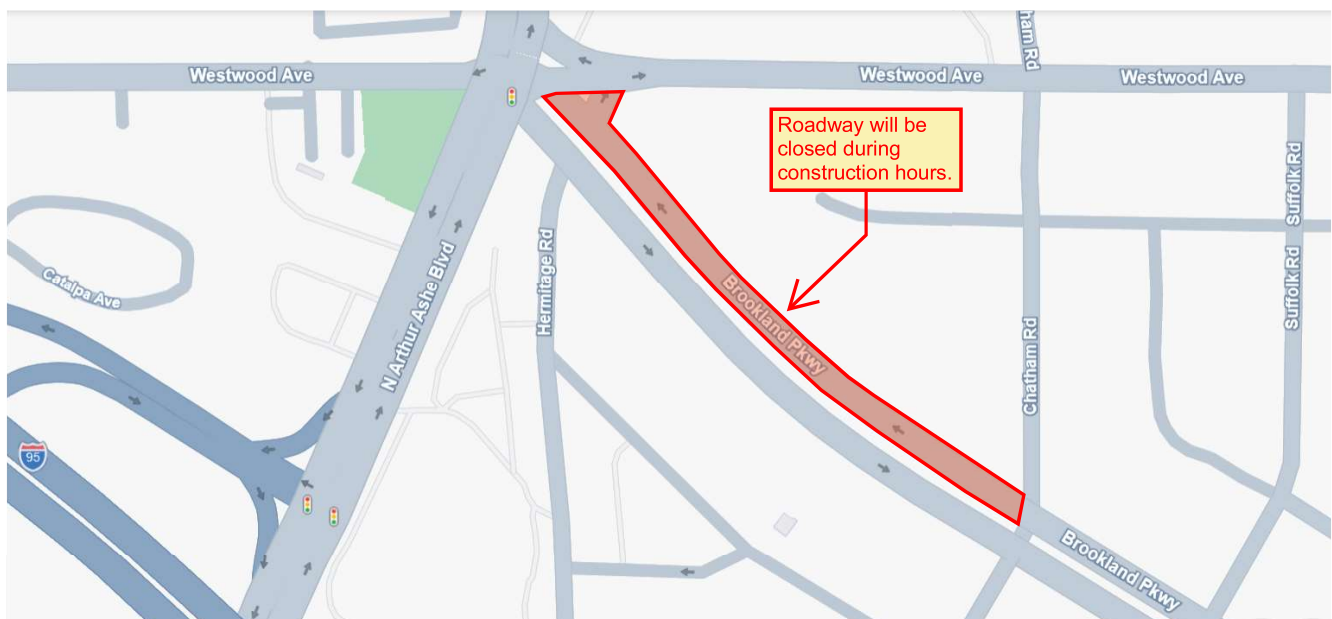 ham Rd
Westwood Ave
Westwood Ave
Westwood Ave
Roadway will be
closed during
construction hours.
Suffolk Rd
Catalpa Ave
N Arthur Ashe Blvd
Hermitage Rd
Brookland Pkwy
Chatham Rd
Suffolk Rd
95
Brookland Pkwy